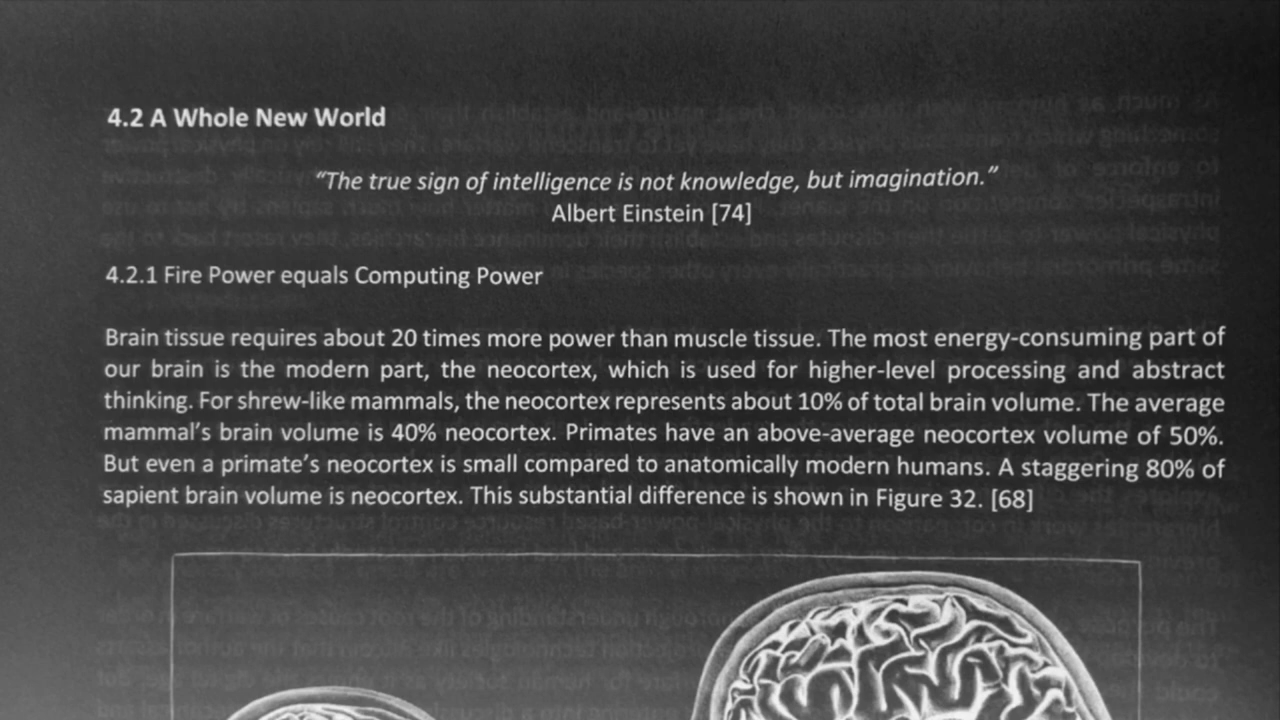 4.2 A Whole New World
“The true sign of intelligence is not knowledge, but imagination.”
Albert Einstein [74]
4.2.1 Fire Power equals Computing Power
Brain tissue requires about 20 times more power than muscle tissue. The most energy-consuming part of
our brain is the modern part, the neocortex, which is used for higher-level processing and abstract
thinking. For shrew-like mammals, the neocortex represents about 10% of total brain volume. The average
mammal’s brain volume is 40% neocortex. Primates have an above-average neocortex volume of 50%.
But even a primate’s neocortex is small compared to anatomically modern humans. A staggering 80% of
sapient brain volume is neocortex. This substantial difference is shown in Figure 32. [68]